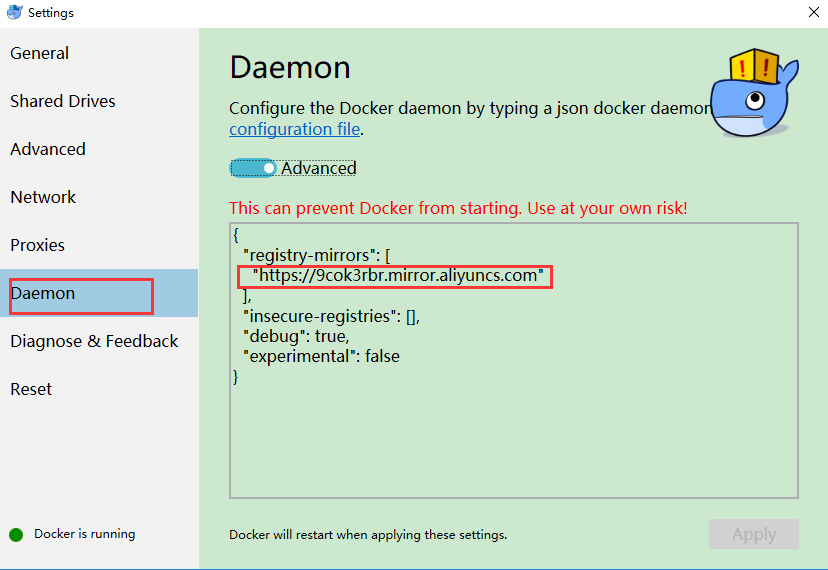 Settings
General
Shared Drives
Advanced
Network
Proxies
Daemon
Diagnose & Feedback
Reset
Docker is running
Daemon
Configure the Docker daemon by typing a json docker daemon
configuration file.
Advanced
This can prevent Docker from starting. Use at your own risk!
{
"registry-mirrors": [
"https://9cok3rbr.mirror.aliyuncs.com"
],
"insecure-registries": [],
"debug": true,
"experimental": false
}
Docker will restart when applying these settings.
Apply